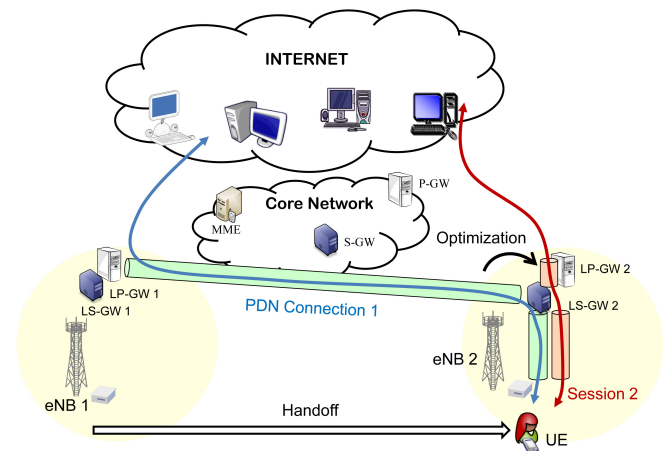 INTERNET
P-GW
Core Network
MME
S-GW
Optimization
LP-GW 1
LP-GW 2
LS-GW 1
LS-GW 2
PDN Connection 1
eNB 2
eNB 1
Session 2
Handoff
UE